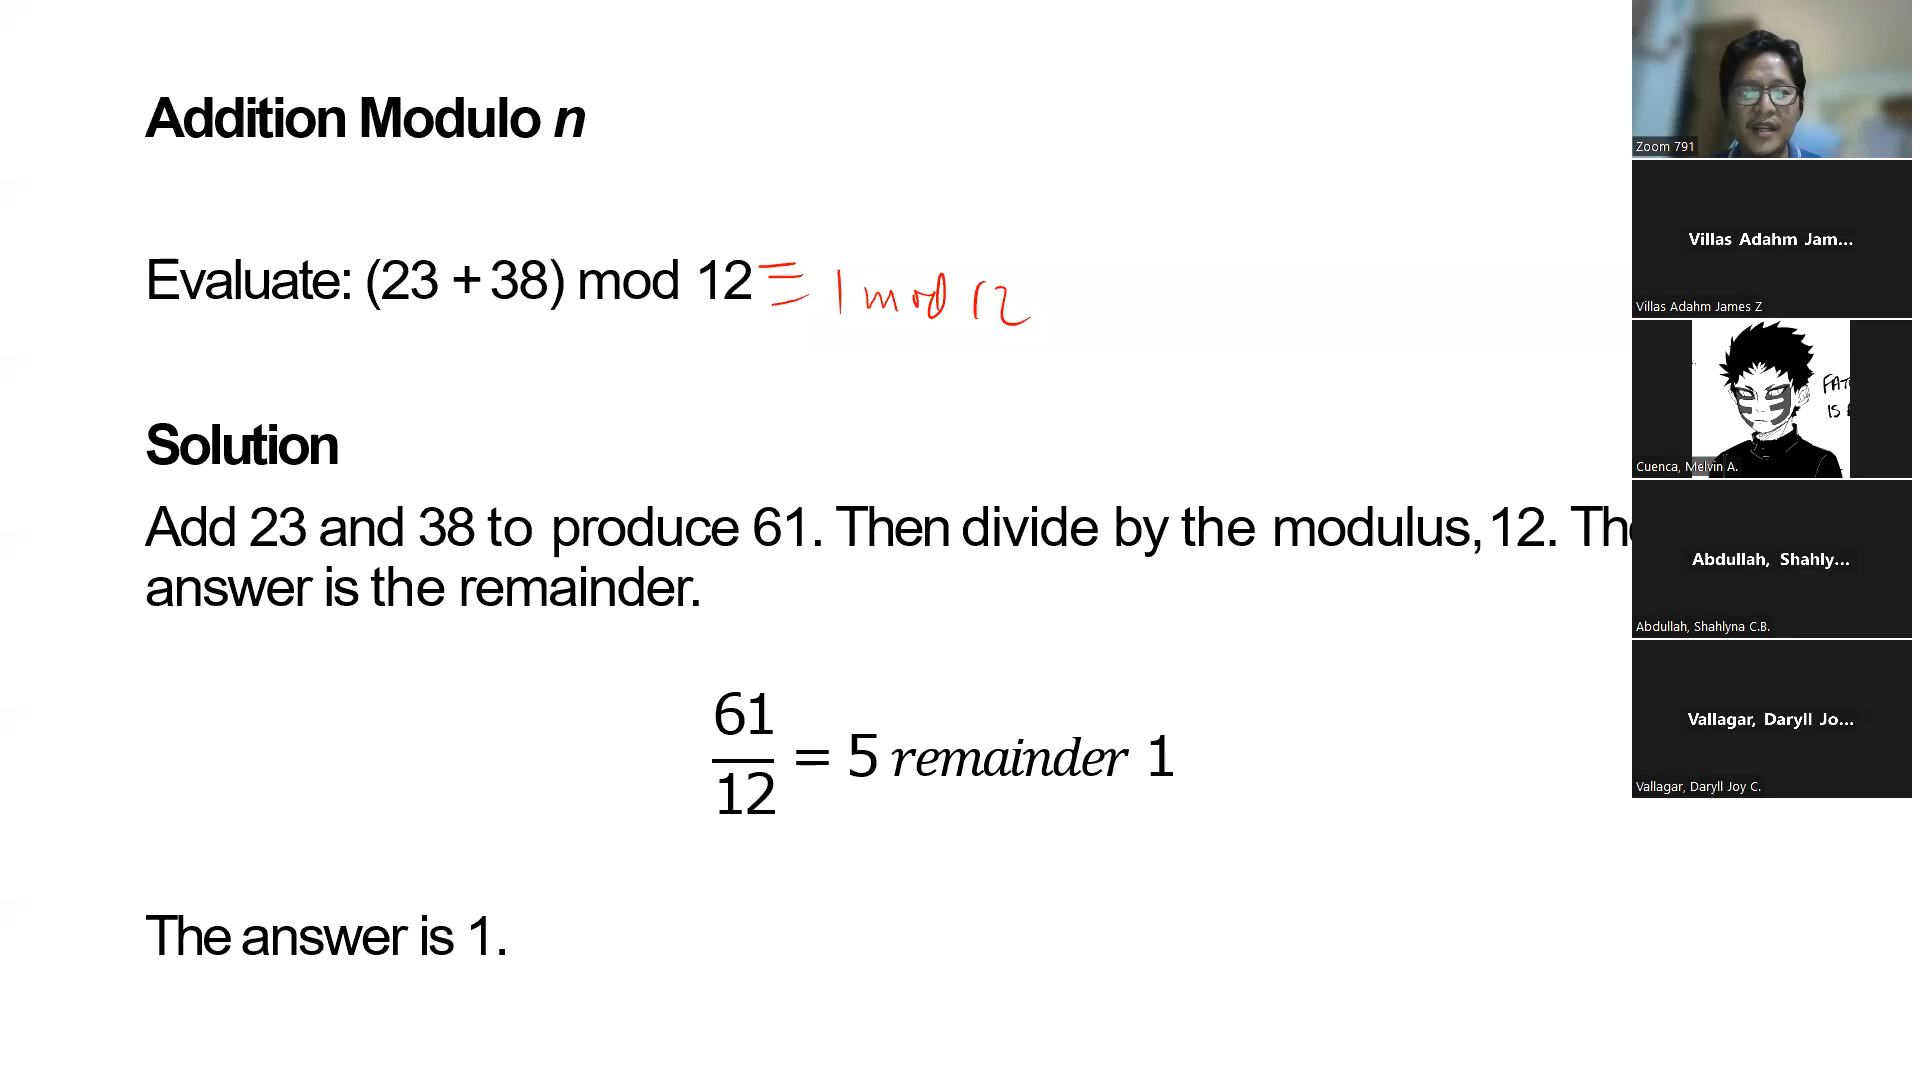 Addition Modulo n
Evaluate: (23 + 38) mod 12 ≡ 1 mod 12
Solution
Add 23 and 38 to produce 61. Then divide by the modulus, 12. The
answer is the remainder.
61
12
= 5 remainder 1
The answer is 1.
Zoom 791
Villas Adahm Jam...
Villas Adahm James Z
IS
Cuenca, Melvin A.
Abdullah, Shahly...
Abdullah, Shahlyna C.B.
Vallagar, Daryll Jo...
Vallagar, Daryll Joy C.